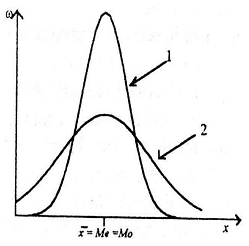 ω
1
2
x̄ = Me = Mo
x